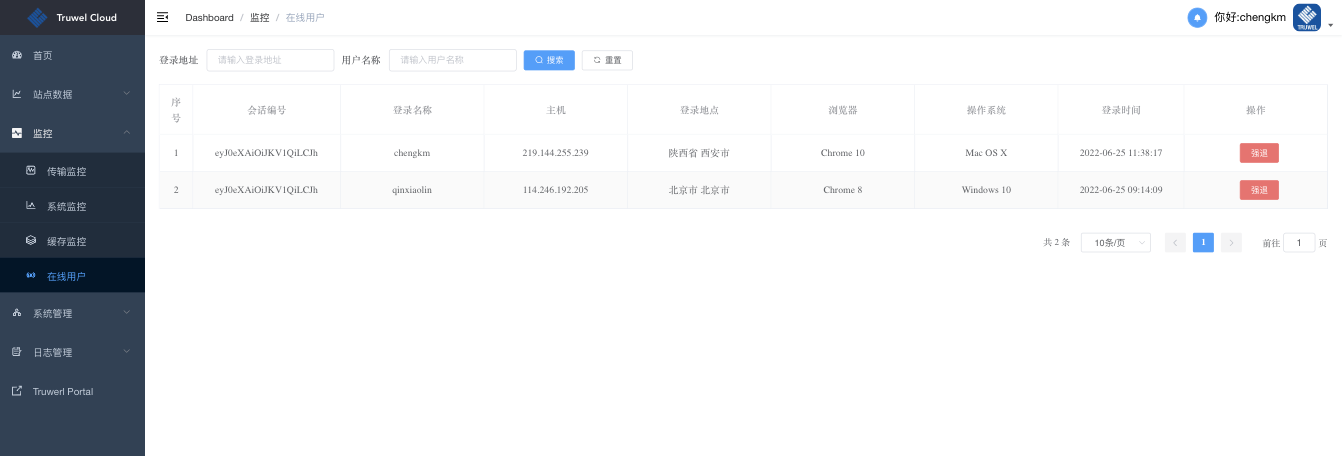 Truwel Cloud
Dashboard / 监控 / 在线用户
你好:chengkm
TRUWEL
首页
站点数据
监控
传输监控
系统监控
缓存监控
在线用户
系统管理
日志管理
Truwerl Portal
登录地址 请输入登录地址 用户名称 请输入用户名称 搜索 重置
序号 会话编号 登录名称 主机 登录地点 浏览器 操作系统 登录时间 操作
1 eyJ0eXAiOiJKV1QiLCJh chengkm 219.144.255.239 陕西省 西安市 Chrome 10 Mac OS X 2022-06-25 11:38:17 强退
2 eyJ0eXAiOiJKV1QiLCJh qinxiaolin 114.246.192.205 北京市 北京市 Chrome 8 Windows 10 2022-06-25 09:14:09 强退
共 2 条 10条/页 1 前往 1 页